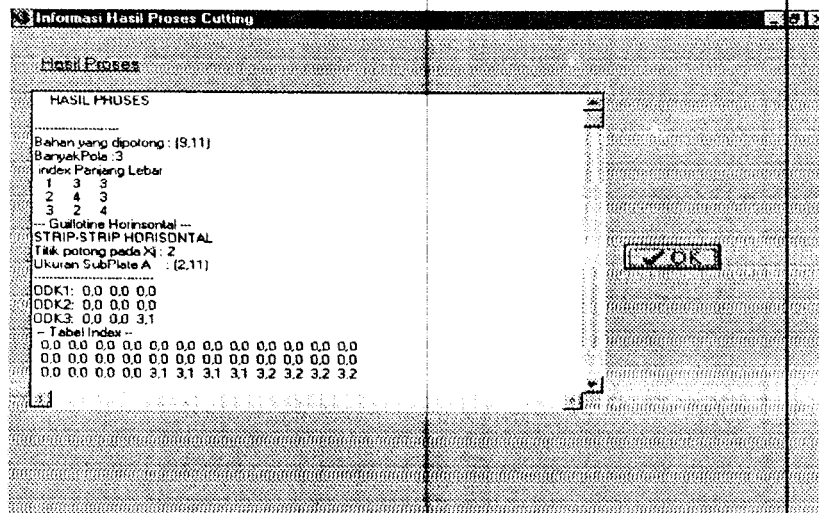 Informasi Hasil Proses Cutting
Hasil Proses
HASIL PROSES
--------------------
Bahan yang dipotong : (9,11)
BanyakPola :3
index Panjang Lebar
1 3 3
2 4 3
3 2 4
--- Guillotine Horinsontal ---
STRIP-STRIP HORISONTAL
Titik potong pada Xj : 2
Ukuran SubPlate A : (2,11)
----------------------------
DDK1: 0,0 0,0 0,0
DDK2: 0,0 0,0 0,0
DDK3: 0,0 0,0 3,1
-- Tabel Index --
0,0 0,0 0,0 0,0 0,0 0,0 0,0 0,0 0,0 0,0 0,0 0,0
0,0 0,0 0,0 0,0 0,0 0,0 0,0 0,0 0,0 0,0 0,0 0,0
0,0 0,0 0,0 0,0 3,1 3,1 3,1 3,1 3,2 3,2 3,2 3,2
OK